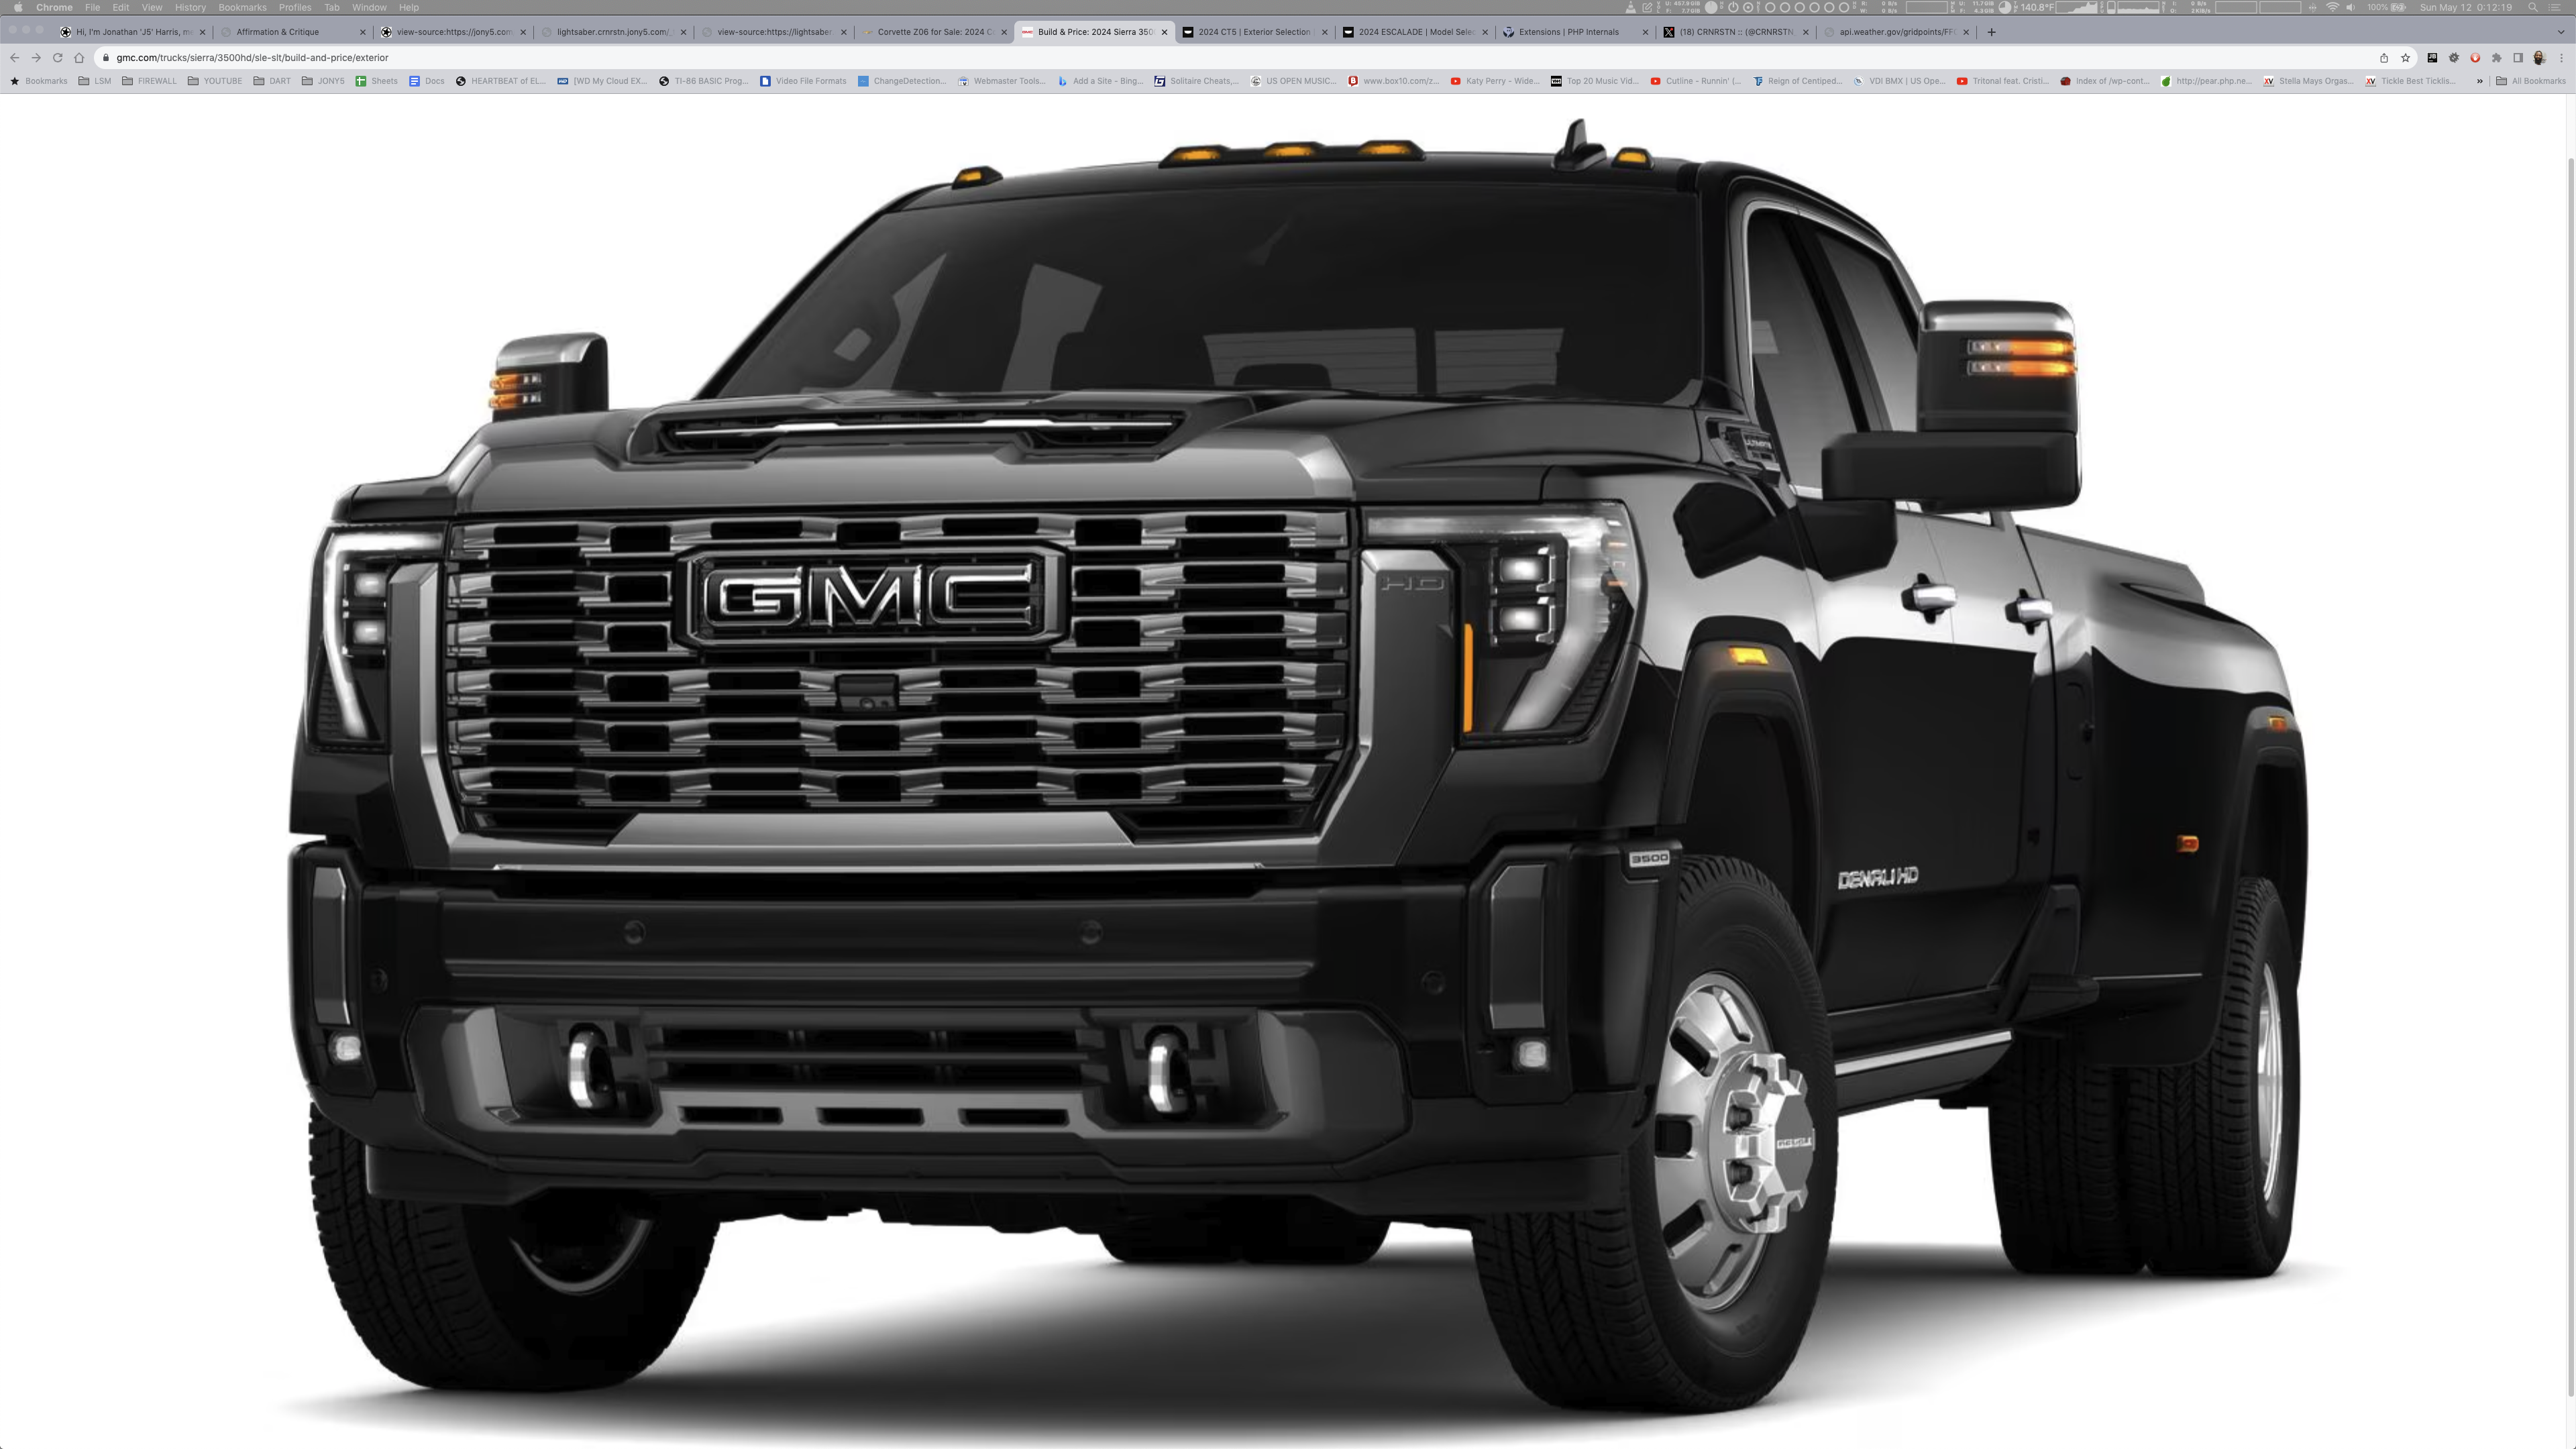 Chrome File Edit View History Bookmarks Profiles Tab Window Help 140.8°F 100% Sun May 12 0:12:19
Hi, I'm Jonathan 'J5' Harris, m Affirmation & Critique view-source:https://jony5.com lightsaber.crnrstn.jony5.com/ view-source:https://lightsaber Corvette Z06 for Sale: 2024 C Build & Price: 2024 Sierra 350 2024 CT5 | Exterior Selection 2024 ESCALADE | Model Sele Extensions | PHP Internals (18) CRNRSTN :: (@CRNRSTN api.weather.gov/gridpoints/FF
gmc.com/trucks/sierra/3500hd/sle-slt/build-and-price/exterior
Bookmarks LSM FIREWALL YOUTUBE DART JONY5 Sheets Docs HEARTBEAT of EL... [WD My Cloud EX... TI-86 BASIC Prog... Video File Formats ChangeDetection... Webmaster Tools... Add a Site - Bing... Solitaire Cheats,... US OPEN MUSIC... www.box10.com/z... Katy Perry - Wide... Top 20 Music Vid... Cutline - Runnin' (... Reign of Centiped... VDI BMX | US Ope... Tritonal feat. Cristi... Index of /wp-cont... http://pear.php.ne... Stella Mays Orgas... Tickle Best Ticklis... » All Bookmarks
GMC
HD
3500
DENALI HD
DENALI